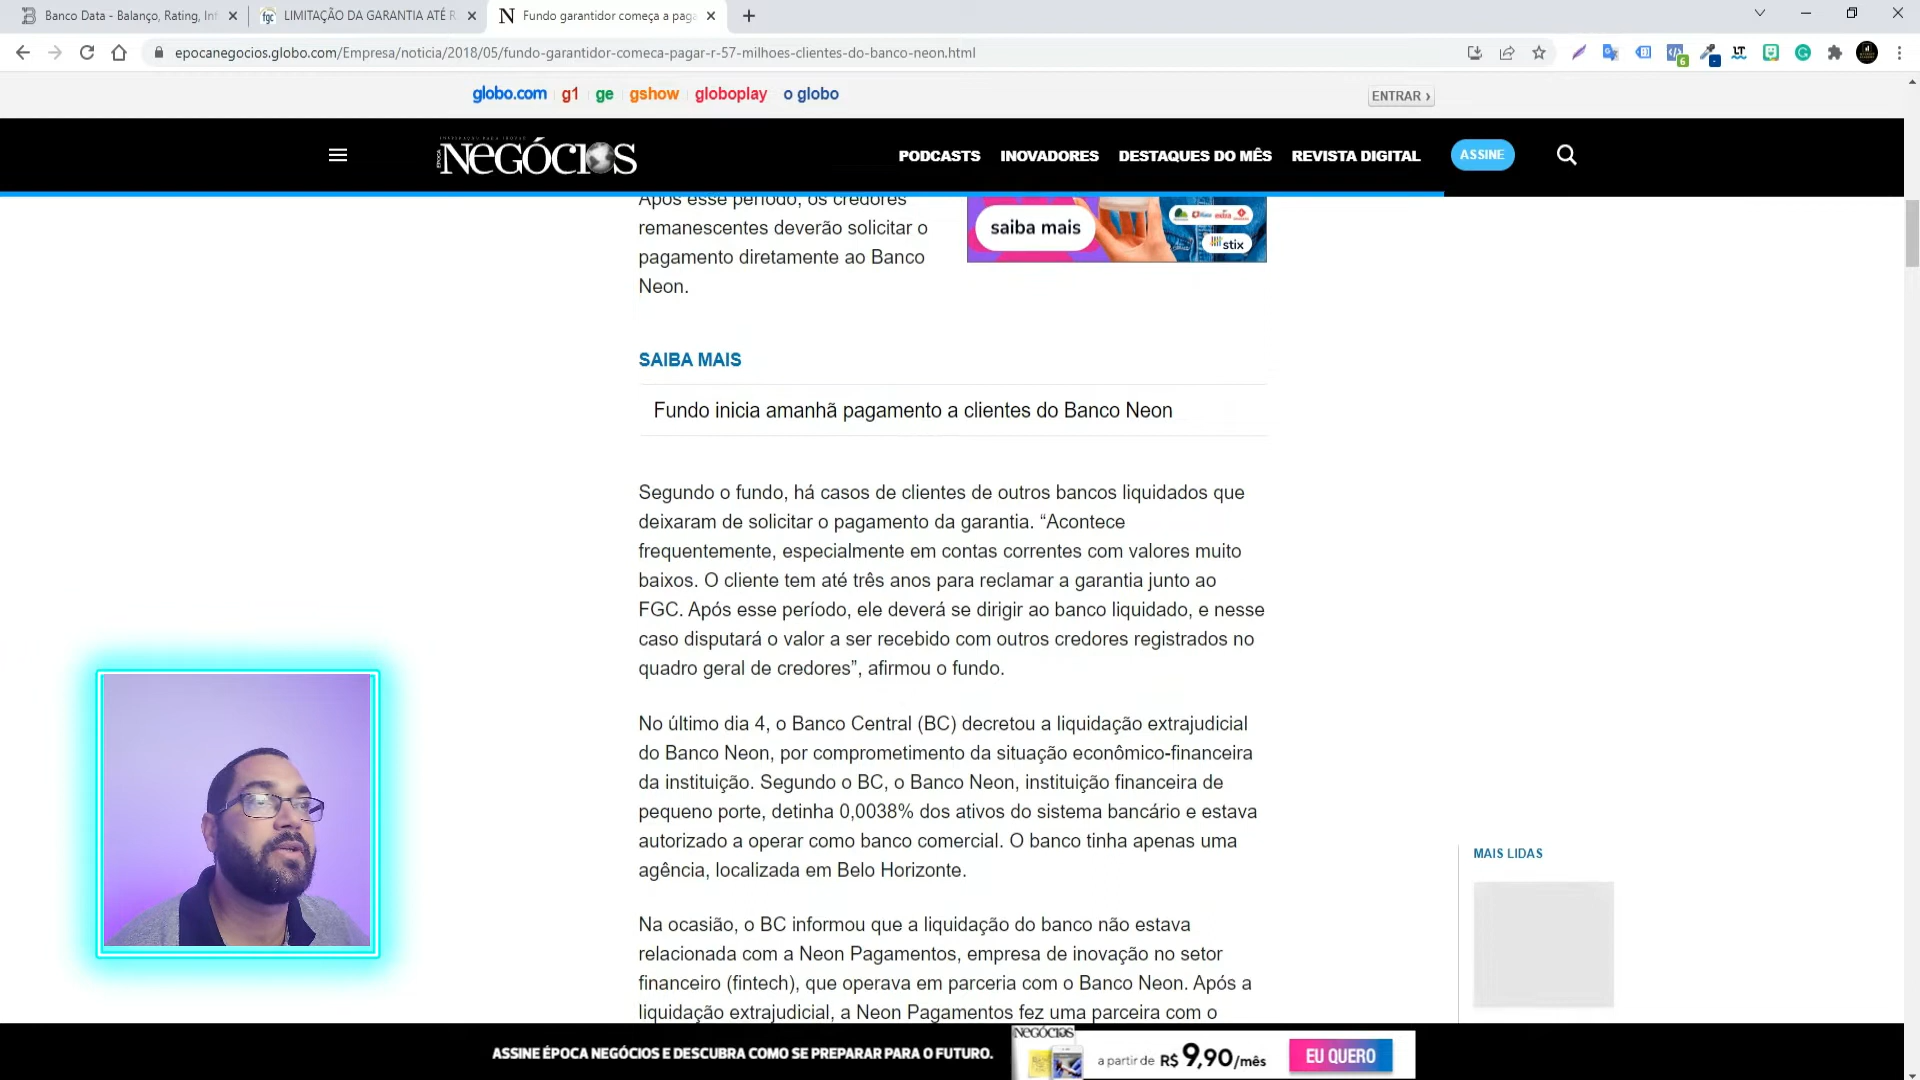 Banco Data - Balanço, Rating, Inf
LIMITAÇÃO DA GARANTIA ATÉ R
Fundo garantidor começa a paga
epocanegocios.globo.com/Empresa/noticia/2018/05/fundo-garantidor-comeca-pagar-r-57-milhoes-clientes-do-banco-neon.html
globo.com g1 ge gshow globoplay o globo
ENTRAR ›
NEGÓCIOS
PODCASTS INOVADORES DESTAQUES DO MÊS REVISTA DIGITAL ASSINE
Após esse período, os credores
remanescentes deverão solicitar o
pagamento diretamente ao Banco
Neon.
saiba mais
extra
stix
SAIBA MAIS
Fundo inicia amanhã pagamento a clientes do Banco Neon
Segundo o fundo, há casos de clientes de outros bancos liquidados que
deixaram de solicitar o pagamento da garantia. “Acontece
frequentemente, especialmente em contas correntes com valores muito
baixos. O cliente tem até três anos para reclamar a garantia junto ao
FGC. Após esse período, ele deverá se dirigir ao banco liquidado, e nesse
caso disputará o valor a ser recebido com outros credores registrados no
quadro geral de credores”, afirmou o fundo.
No último dia 4, o Banco Central (BC) decretou a liquidação extrajudicial
do Banco Neon, por comprometimento da situação econômico-financeira
da instituição. Segundo o BC, o Banco Neon, instituição financeira de
pequeno porte, detinha 0,0038% dos ativos do sistema bancário e estava
autorizado a operar como banco comercial. O banco tinha apenas uma
agência, localizada em Belo Horizonte.
Na ocasião, o BC informou que a liquidação do banco não estava
relacionada com a Neon Pagamentos, empresa de inovação no setor
financeiro (fintech), que operava em parceria com o Banco Neon. Após a
liquidação extrajudicial, a Neon Pagamentos fez uma parceria com o
MAIS LIDAS
ASSINE ÉPOCA NEGÓCIOS E DESCUBRA COMO SE PREPARAR PARA O FUTURO.
NEGÓCIOS
a partir de R$ 9,90/mês
EU QUERO